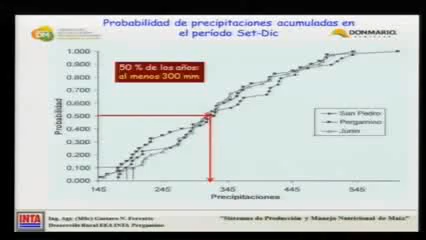 Probabilidad de precipitaciones acumuladas en
el período Set-Dic
DM
DONMARIO
50 % de los años:
al menos 300 mm
Probabilidad
1.000
0.900
0.800
0.700
0.600
0.500
0.400
0.300
0.200
0.100
0.000
San Pedro
Pergamino
Junin
145
245
345
445
545
Precipitaciones
INTA
Ing. Agr. (MSc) Gustavo N. Ferraris
Desarrollo Rural EEA INTA Pergamino
"Sistemas de Producción y Manejo Nutricional de Maíz"